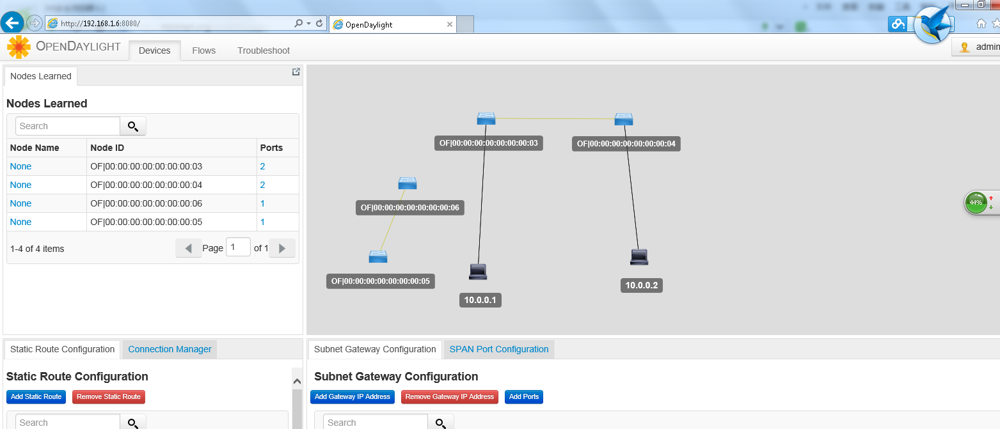 http://192.168.1.6:8080/
OpenDaylight
OPENDAYLIGHT
Devices
Flows
Troubleshoot
admin
Nodes Learned
Nodes Learned
Search
Node Name Node ID Ports
None OF|00:00:00:00:00:00:00:03 2
None OF|00:00:00:00:00:00:00:04 2
None OF|00:00:00:00:00:00:00:06 1
None OF|00:00:00:00:00:00:00:05 1
1-4 of 4 items Page 1 of 1
OF|00:00:00:00:00:00:00:03
OF|00:00:00:00:00:00:00:04
OF|00:00:00:00:00:00:00:06
OF|00:00:00:00:00:00:00:05
10.0.0.1
10.0.0.2
44%
Static Route Configuration
Connection Manager
Static Route Configuration
Add Static Route
Remove Static Route
Search
Subnet Gateway Configuration
SPAN Port Configuration
Subnet Gateway Configuration
Add Gateway IP Address
Remove Gateway IP Address
Add Ports
Search